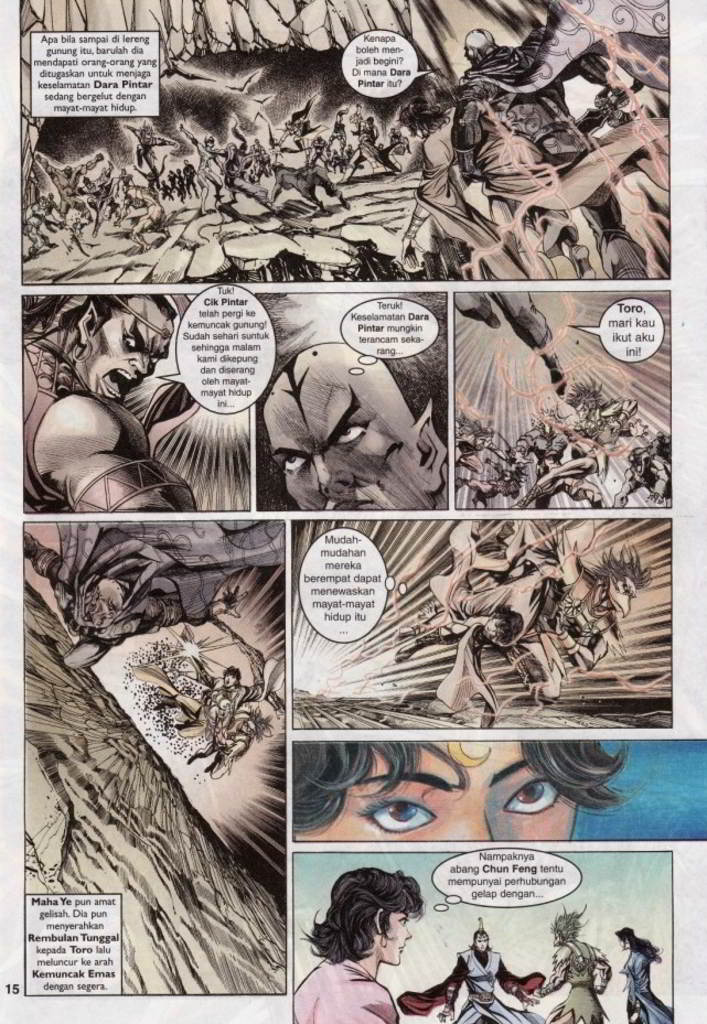 Apa bila sampai di lereng
gunung itu, barulah dia
mendapati orang-orang yang
ditugaskan untuk menjaga
keselamatan Dara Pintar
sedang bergelut dengan
mayat-mayat hidup.
Kenapa
boleh men-
jadi begini?
Di mana Dara
Pintar itu?
Tuk!
Cik Pintar
telah pergi ke
kemuncak gunung!
Sudah sehari suntuk
sehingga malam
kami dikepung
dan diserang
oleh mayat-
mayat hidup
ini...
Teruk!
Keselamatan Dara
Pintar mungkin
terancam seka-
rang...
Toro,
mari kau
ikut aku
ini!
Mudah-
mudahan
mereka
berempat dapat
menewaskan
mayat-mayat
hidup itu
...
Maha Ye pun amat
gelisah. Dia pun
menyerahkan
Rembulan Tunggal
kepada Toro lalu
meluncur ke arah
Kemuncak Emas
dengan segera.
Nampaknya
abang Chun Feng tentu
mempunyai perhubungan
gelap dengan...
15